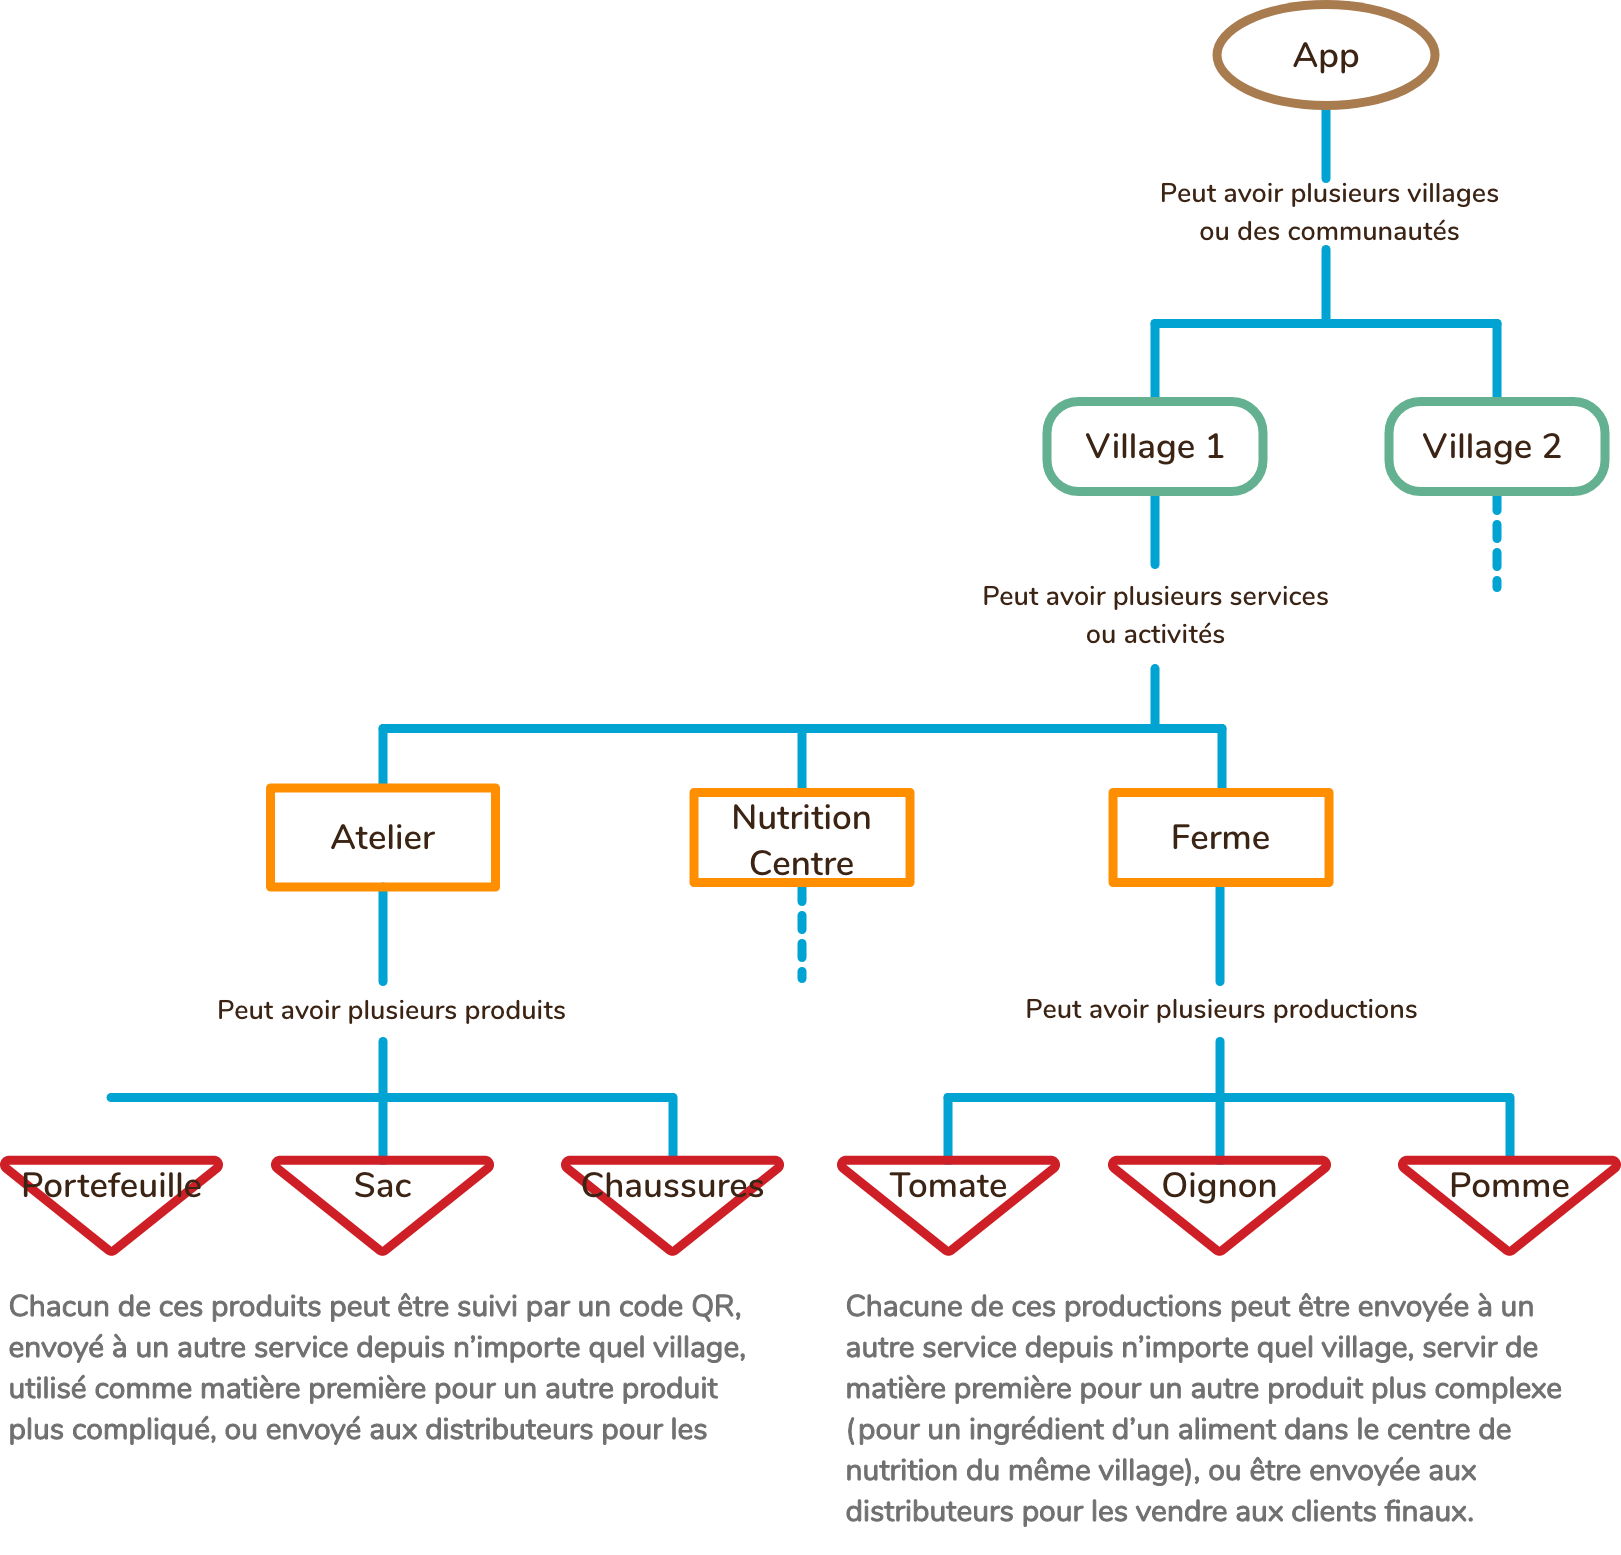 App
Peut avoir plusieurs villages
ou des communautés
Village 1
Village 2
Peut avoir plusieurs services
ou activités
Atelier
Nutrition
Centre
Ferme
Peut avoir plusieurs produits
Peut avoir plusieurs productions
Portefeuille
Sac
Chaussures
Tomate
Oignon
Pomme
Chacun de ces produits peut être suivi par un code QR,
envoyé à un autre service depuis n’importe quel village,
utilisé comme matière première pour un autre produit
plus compliqué, ou envoyé aux distributeurs pour les
Chacune de ces productions peut être envoyée à un
autre service depuis n’importe quel village, servir de
matière première pour un autre produit plus complexe
(pour un ingrédient d’un aliment dans le centre de
nutrition du même village), ou être envoyée aux
distributeurs pour les vendre aux clients finaux.